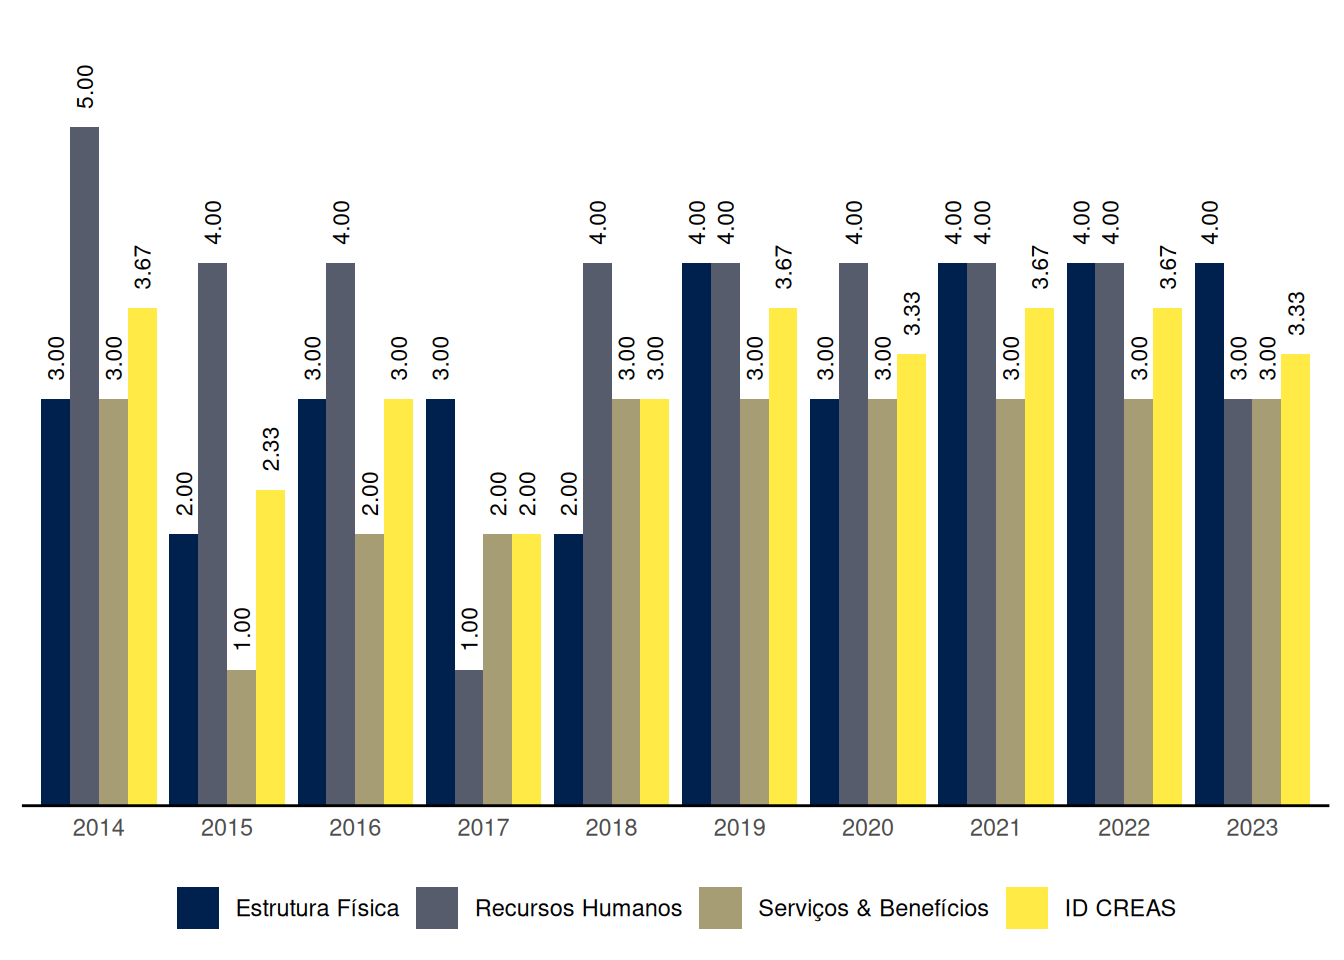 5.00
4.00 4.00 4.00 4.00 4.00 4.00 4.00 4.00 4.00 4.00 4.00
3.67 3.67 3.67 3.67
3.33 3.33
3.00 3.00 3.00 3.00 3.00 3.00 3.00 3.00 3.00 3.00 3.00 3.00 3.00 3.00
2.33
2.00 2.00 2.00 2.00 2.00
1.00 1.00
2014 2015 2016 2017 2018 2019 2020 2021 2022 2023
Estrutura Física Recursos Humanos Serviços & Benefícios ID CREAS